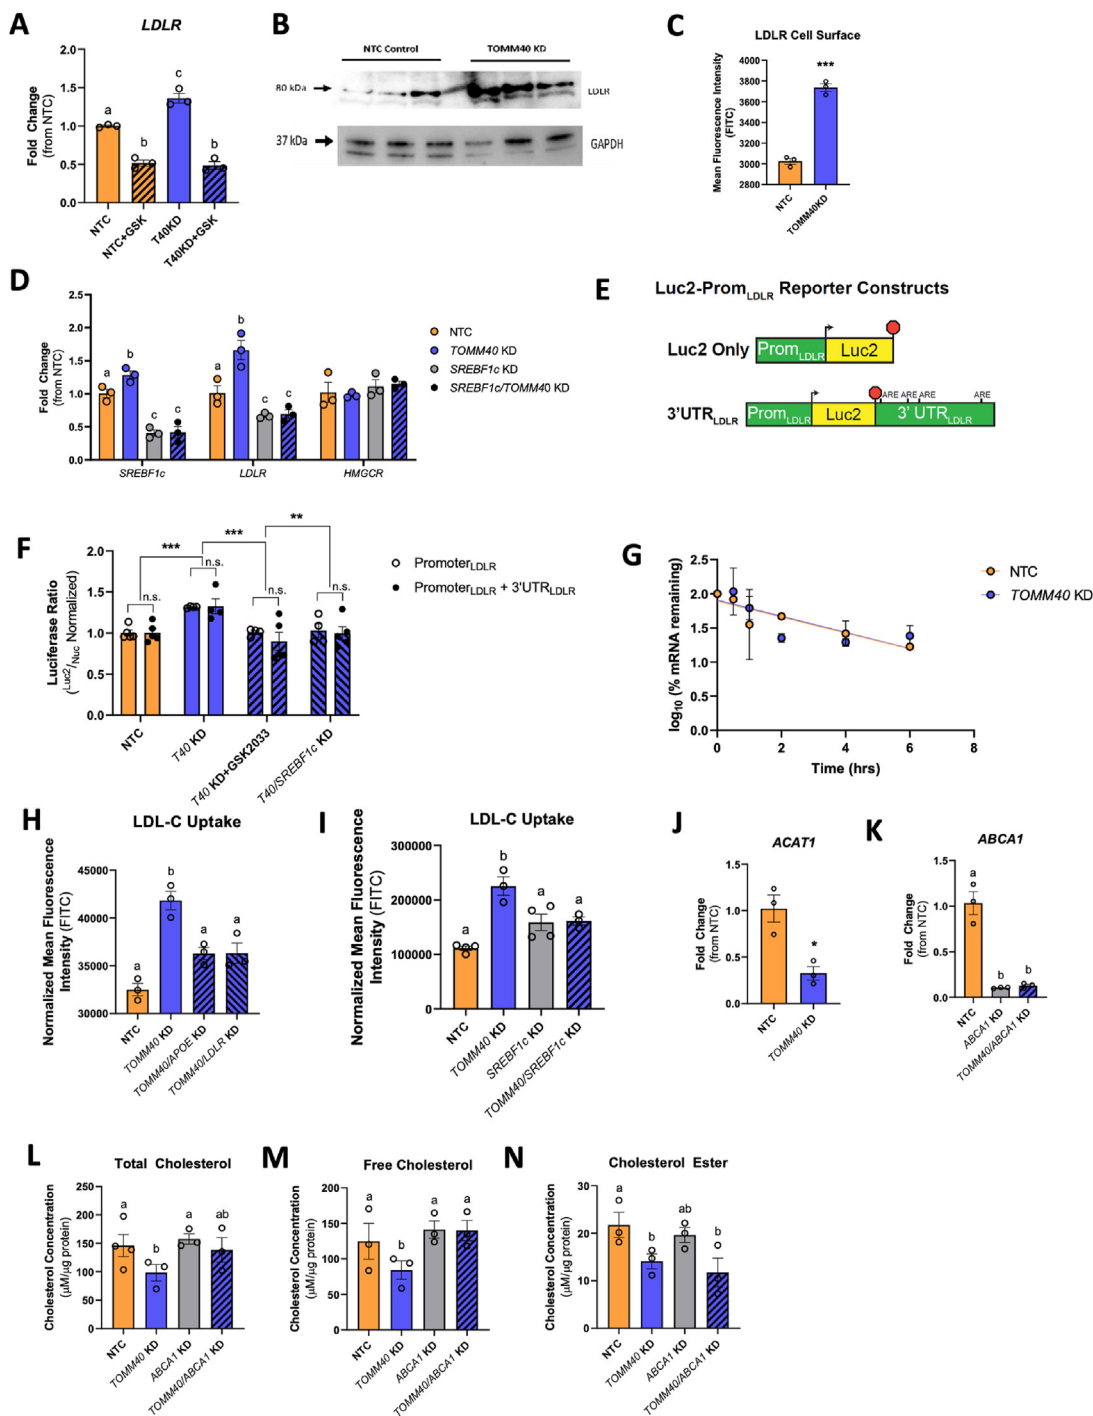 A
LDLR
Fold Change
(from NTC)
2.0
1.5
1.0
0.5
0.0
a
b
c
b
NTC
NTC+GSK
T40KD
T40KD+GSK
B
NTC Control
TOMM40 KD
80 kDa
LDLR
37 kDa
GAPDH
C
LDLR Cell Surface
Mean Fluorescence Intensity
(FITC)
4000
3800
3600
3400
3200
3000
2800
***
NTC
TOMM40KD
D
Fold Change
(from NTC)
2.5
2.0
1.5
1.0
0.5
0.0
a
b
c
c
a
b
c
c
SREBF1c
LDLR
HMGCR
NTC
TOMM40 KD
SREBF1c KD
SREBF1c/TOMM40 KD
E
Luc2-PromLDLR Reporter Constructs
Luc2 Only
PromLDLR
Luc2
3'UTRLDLR
PromLDLR
Luc2
ARE ARE ARE
ARE
3' UTRLDLR
F
Luciferase Ratio
(Luc2/Nuc Normalized)
2.0
1.5
1.0
0.5
0.0
***
***
**
n.s.
n.s.
n.s.
n.s.
NTC
T40 KD
T40 KD+GSK2033
T40/SREBF1c KD
PromoterLDLR
PromoterLDLR + 3'UTRLDLR
G
log10 (% mRNA remaining)
2.5
2.0
1.5
1.0
0.5
0.0
0
2
4
6
8
Time (hrs)
NTC
TOMM40 KD
H
LDL-C Uptake
Normalized Mean Fluorescence
Intensity (FITC)
45000
40000
35000
30000
a
b
a
a
NTC
TOMM40 KD
TOMM40/APOE KD
TOMM40/LDLR KD
I
LDL-C Uptake
Normalized Mean Fluorescence
Intensity (FITC)
300000
200000
100000
0
a
b
a
a
NTC
TOMM40 KD
SREBF1c KD
TOMM40/SREBF1c KD
J
ACAT1
Fold Change
(from NTC)
1.5
1.0
0.5
0.0
*
NTC
TOMM40 KD
K
ABCA1
Fold Change
(from NTC)
1.5
1.0
0.5
0.0
a
b
b
NTC
ABCA1 KD
TOMM40/ABCA1 KD
L
Total Cholesterol
Cholesterol Concentration
(µM/µg protein)
250
200
150
100
50
0
a
b
a
ab
NTC
TOMM40 KD
ABCA1 KD
TOMM40/ABCA1 KD
M
Free Cholesterol
Cholesterol Concentration
(µM/µg protein)
200
150
100
50
0
a
b
a
a
NTC
TOMM40 KD
ABCA1 KD
TOMM40/ABCA1 KD
N
Cholesterol Ester
Cholesterol Concentration
(µM/µg protein)
30
20
10
0
a
b
ab
b
NTC
TOMM40 KD
ABCA1 KD
TOMM40/ABCA1 KD